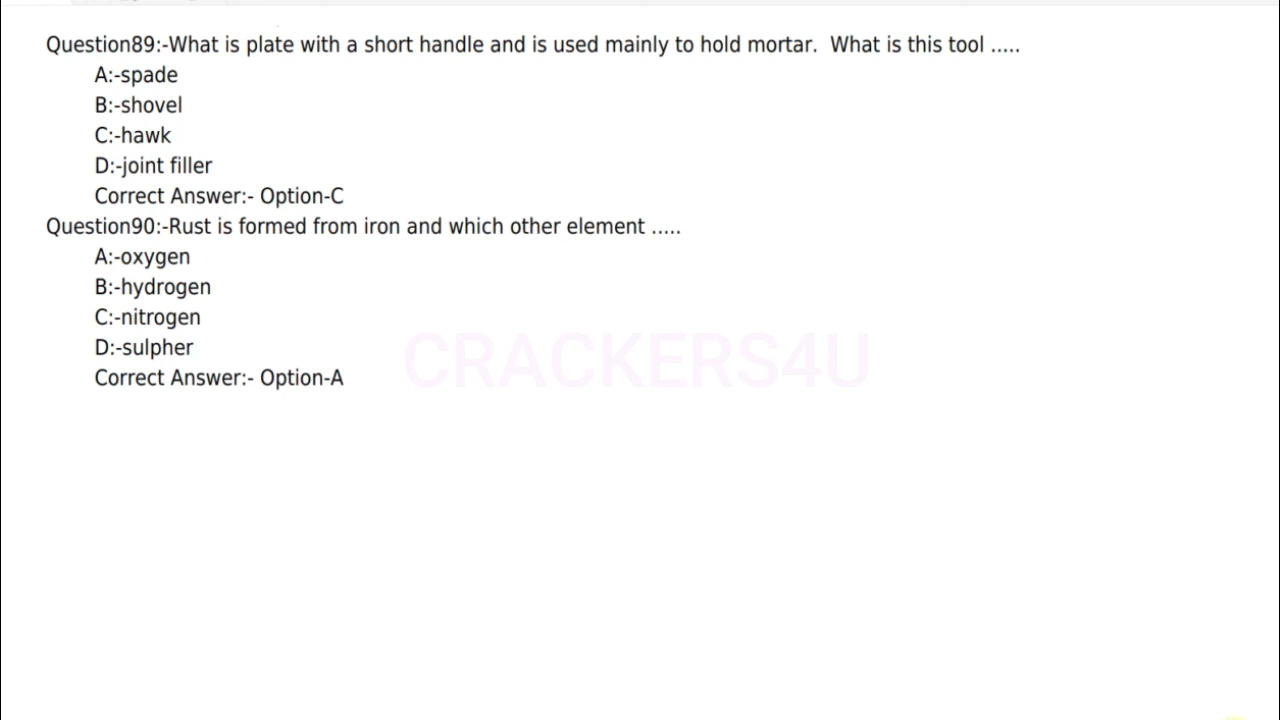 Question89:-What is plate with a short handle and is used mainly to hold mortar.  What is this tool .....
A:-spade
B:-shovel
C:-hawk
D:-joint filler
Correct Answer:- Option-C
Question90:-Rust is formed from iron and which other element .....
A:-oxygen
B:-hydrogen
C:-nitrogen
D:-sulpher
Correct Answer:- Option-A
CRACKERS4U